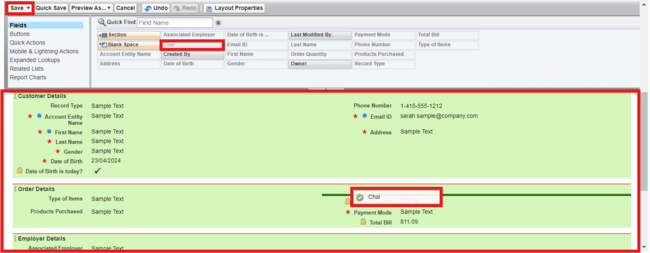 Save Quick Save Preview As... Cancel Undo Redo Layout Properties
Fields
Buttons
Quick Actions
Mobile & Lightning Actions
Expanded Lookups
Related Lists
Report Charts
Quick Find Field Name
Section Associated Employer Date of Birth is ... Last Modified By Payment Mode Total Bill
Blank Space Chai Email ID Last Name Phone Number Type of Items
Account Entity Name Created By First Name Order Quantity Products Purchased
Address Date of Birth Gender Owner Record Type
Customer Details
Record Type Sample Text Phone Number 1-415-555-1212
Account Entity Name Sample Text Email ID sarah.sample@company.com
First Name Sample Text Address Sample Text
Last Name Sample Text
Gender Sample Text
Date of Birth 23/04/2024
Date of Birth is today?
Order Details
Type of Items Sample Text Chai
Products Purchased Sample Text Payment Mode Sample Text
Total Bill 811.09
Employer Details
Associated Employer Sample Text